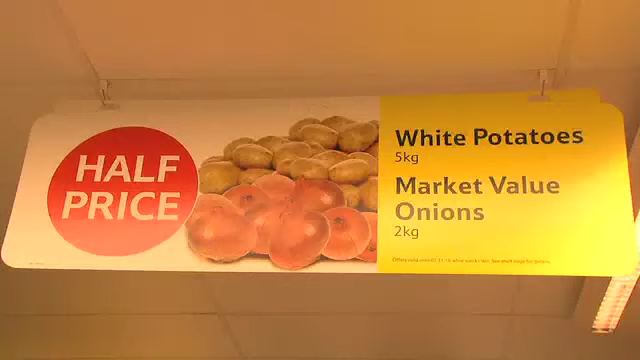 HALF
PRICE
White Potatoes
5kg
Market Value
Onions
2kg